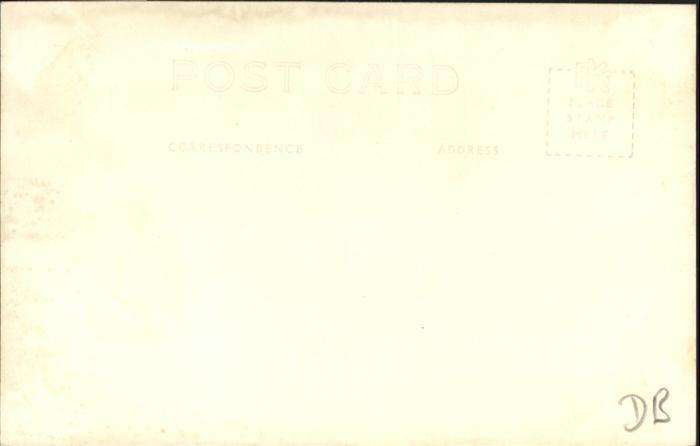 POST CARD
PLACE
STAMP
HERE
CORRESPONDENCE
ADDRESS
DB